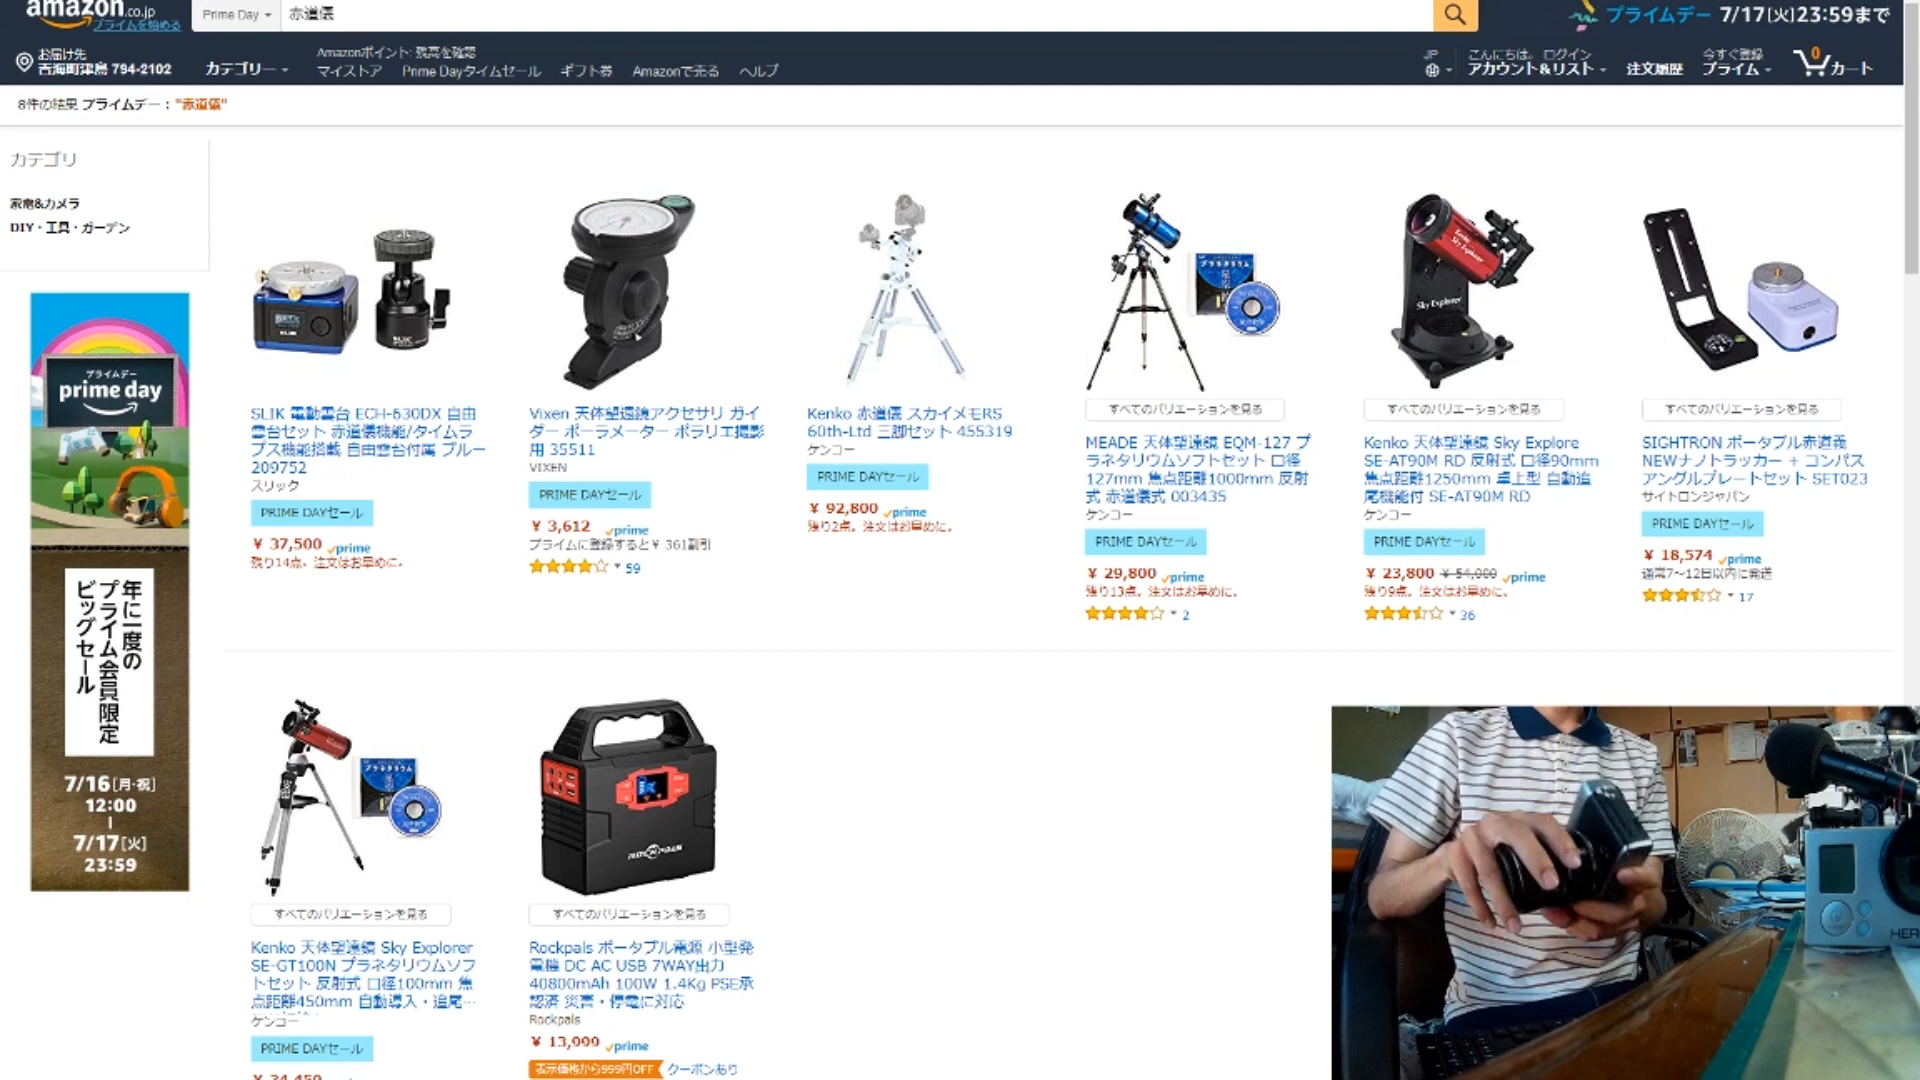 amazon.co.jp
プライムを始める
Prime Day
赤道儀
プライムデー 7/17[火]23:59まで
お届け先
吉海町津島 794-2102
カテゴリー
Amazonポイント: 残高を確認
マイストア Prime Dayタイムセール ギフト券 Amazonで売る ヘルプ
JP
こんにちは。ログイン
アカウント&リスト
注文履歴
今すぐ登録
プライム
0
カート
8件の結果 プライムデー : "赤道儀"
カテゴリ
家電&カメラ
DIY・工具・ガーデン
プライムデー
prime day
年に一度の
プライム会員限定
ビッグセール
7/16[月·祝]
12:00
7/17[火]
23:59
SLIK 電動雲台 ECH-630DX 自由
雲台セット 赤道儀機能/タイムラ
プス機能搭載 自由雲台付属 ブルー
209752
スリック
PRIME DAYセール
¥ 37,500 prime
残り14点。注文はお早めに。
Vixen 天体望遠鏡アクセサリ ガイ
ダー ポーラメーター ポラリエ撮影
用 35511
VIXEN
PRIME DAYセール
¥ 3,612 prime
プライムに登録すると¥ 361割引
59
Kenko 赤道儀 スカイメモRS
60th-Ltd 三脚セット 455319
ケンコー
PRIME DAYセール
¥ 92,800 prime
残り2点。注文はお早めに。
すべてのバリエーションを見る
MEADE 天体望遠鏡 EQM-127 プ
ラネタリウムソフトセット 口径
127mm 焦点距離1000mm 反射
式 赤道儀式 003435
ケンコー
PRIME DAYセール
¥ 29,800 prime
残り13点。注文はお早めに。
2
Sky Explorer
すべてのバリエーションを見る
Kenko 天体望遠鏡 Sky Explore
SE-AT90M RD 反射式 口径90mm
焦点距離1250mm 卓上型 自動追
尾機能付 SE-AT90M RD
ケンコー
PRIME DAYセール
¥ 23,800 ¥ 54,000 prime
残り9点。注文はお早めに。
36
すべてのバリエーションを見る
SIGHTRON ポータブル赤道義
NEWナノトラッカー + コンパス
アングルプレートセット SET023
サイトロンジャパン
PRIME DAYセール
¥ 18,574 prime
通常7～12日以内に発送
17
すべてのバリエーションを見る
Kenko 天体望遠鏡 Sky Explorer
SE-GT100N プラネタリウムソフ
トセット 反射式 口径100mm 焦
点距離450mm 自動導入・追尾…
ケンコー
PRIME DAYセール
ROCKPALS
すべてのバリエーションを見る
Rockpals ポータブル電源 小型発
電機 DC AC USB 7WAY出力
40800mAh 100W 1.4Kg PSE承
認済 災害・停電に対応
Rockpals
¥ 13,999 prime
表示価格から999円OFF クーポンあり
HER